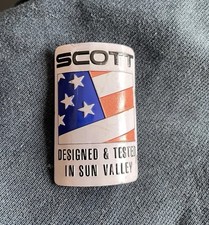 SCOTT
DESIGNED & TESTED
IN SUN VALLEY